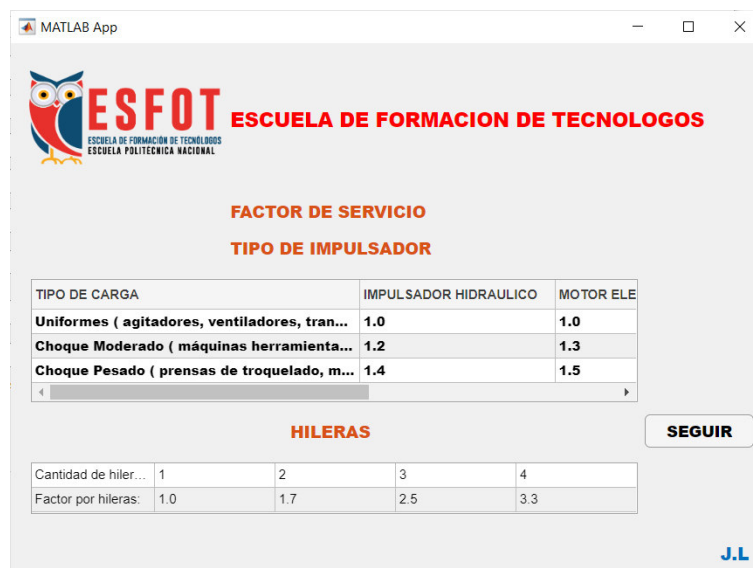 MATLAB App
ESFOT
ESCUELA DE FORMACIÓN DE TECNÓLOGOS
ESCUELA POLITÉCNICA NACIONAL
ESCUELA DE FORMACION DE TECNOLOGOS
FACTOR DE SERVICIO
TIPO DE IMPULSADOR
TIPO DE CARGA IMPULSADOR HIDRAULICO MOTOR ELE
Uniformes ( agitadores, ventiladores, tran... 1.0 1.0
Choque Moderado ( máquinas herramienta... 1.2 1.3
Choque Pesado ( prensas de troquelado, m... 1.4 1.5
HILERAS
SEGUIR
Cantidad de hiler... 1 2 3 4
Factor por hileras: 1.0 1.7 2.5 3.3
J.L